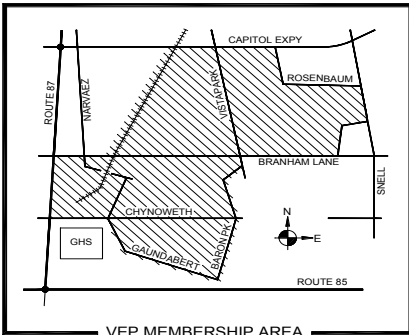 CAPITOL EXPY
ROSENBAUM
ROUTE 87
NARVAEZ
VISTAPARK
BRANHAM LANE
SNELL
CHYNOWETH
N
E
GHS
GAUNDABERT
BARON PK
ROUTE 85
VEP MEMBERSHIP AREA